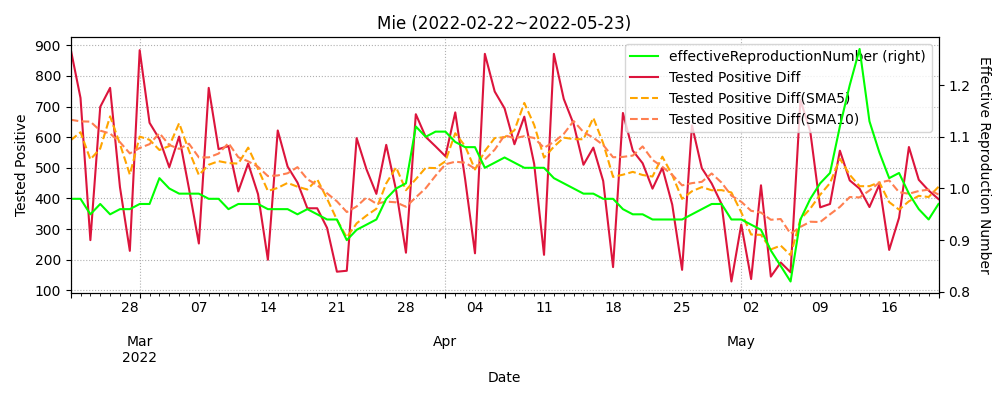 Mie (2022-02-22~2022-05-23)
effectiveReproductionNumber (right)
Tested Positive Diff
Tested Positive Diff(SMA5)
Tested Positive Diff(SMA10)
Tested Positive
900
800
700
600
500
400
300
200
100
Effective Reproduction Number
1.2
1.1
1.0
0.9
0.8
28 07 14 21 28 04 11 18 25 02 09 16
Mar Apr May
2022
Date